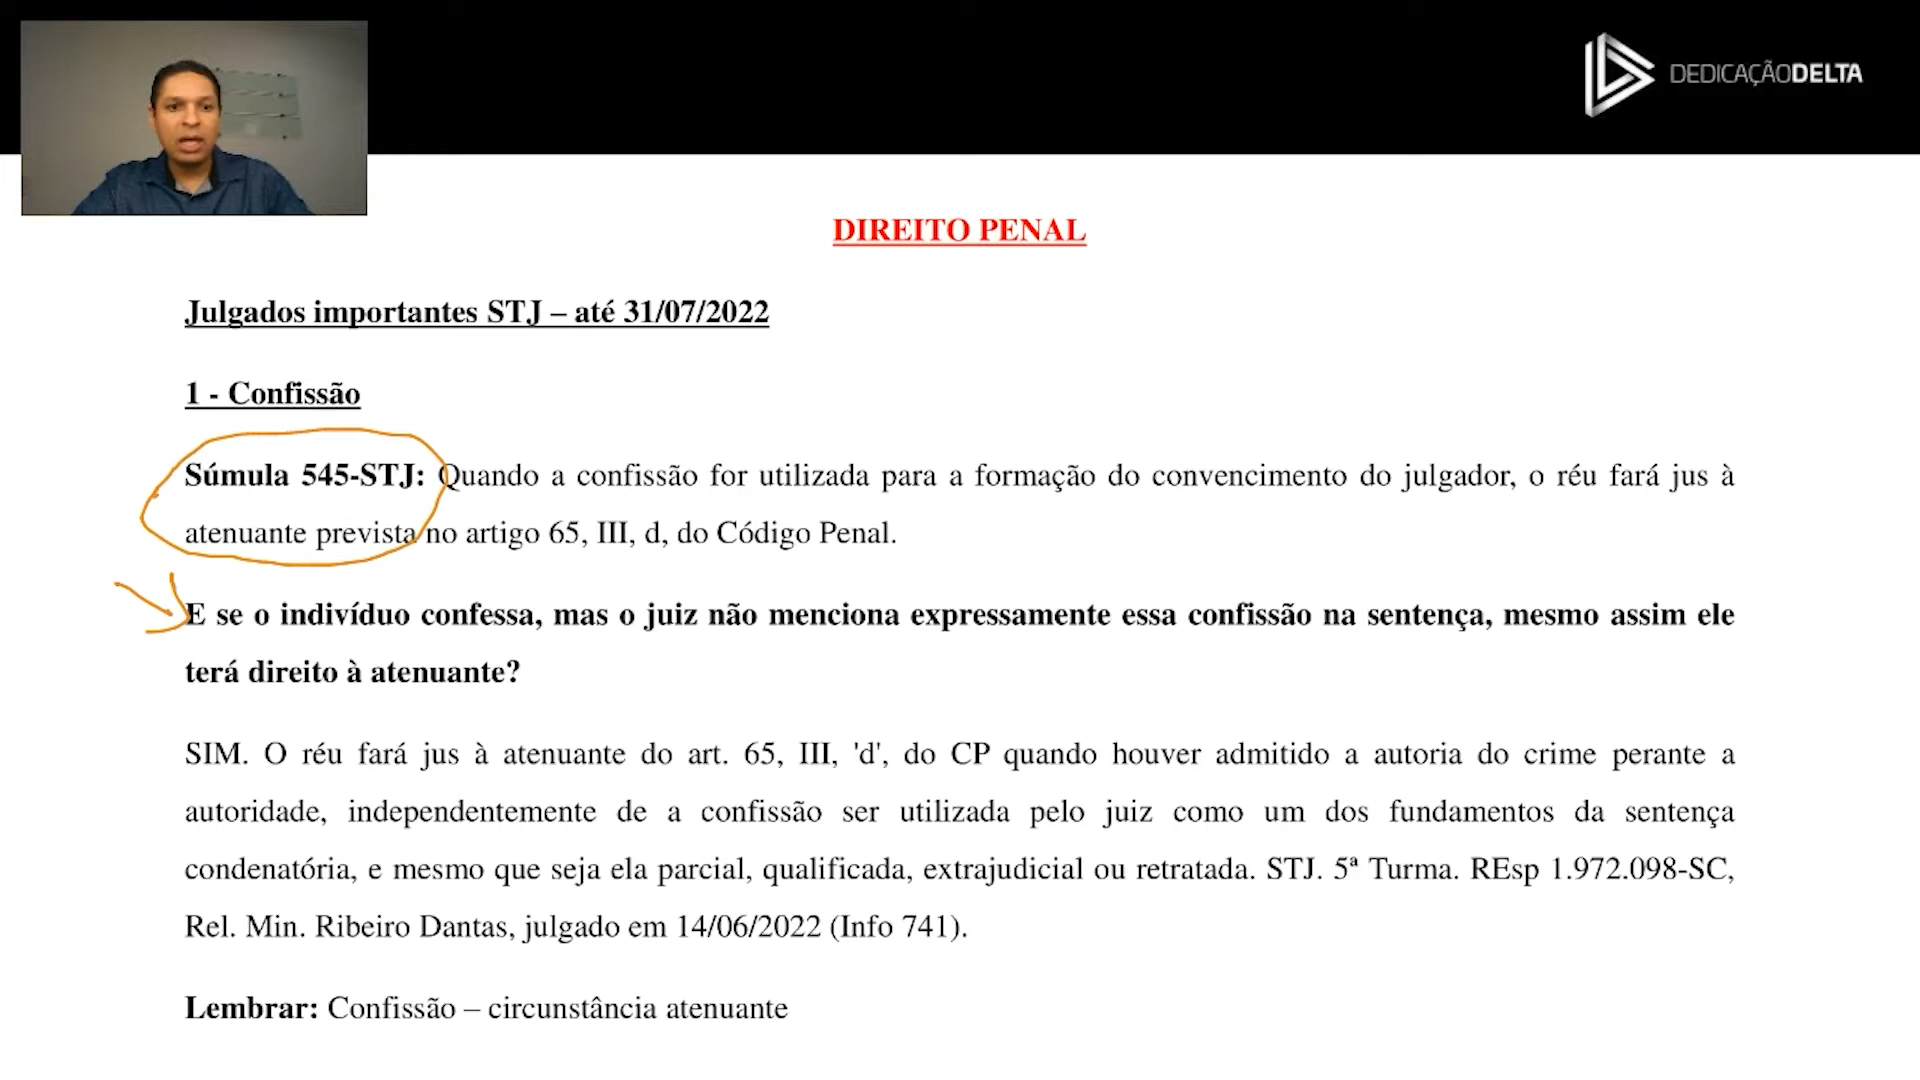 DEDICAÇÃODELTA
DIREITO PENAL
Julgados importantes STJ – até 31/07/2022
1 - Confissão
Súmula 545-STJ: Quando a confissão for utilizada para a formação do convencimento do julgador, o réu fará jus à
atenuante prevista no artigo 65, III, d, do Código Penal.
E se o indivíduo confessa, mas o juiz não menciona expressamente essa confissão na sentença, mesmo assim ele
terá direito à atenuante?
SIM. O réu fará jus à atenuante do art. 65, III, 'd', do CP quando houver admitido a autoria do crime perante a
autoridade, independentemente de a confissão ser utilizada pelo juiz como um dos fundamentos da sentença
condenatória, e mesmo que seja ela parcial, qualificada, extrajudicial ou retratada. STJ. 5ª Turma. REsp 1.972.098-SC,
Rel. Min. Ribeiro Dantas, julgado em 14/06/2022 (Info 741).
Lembrar: Confissão – circunstância atenuante